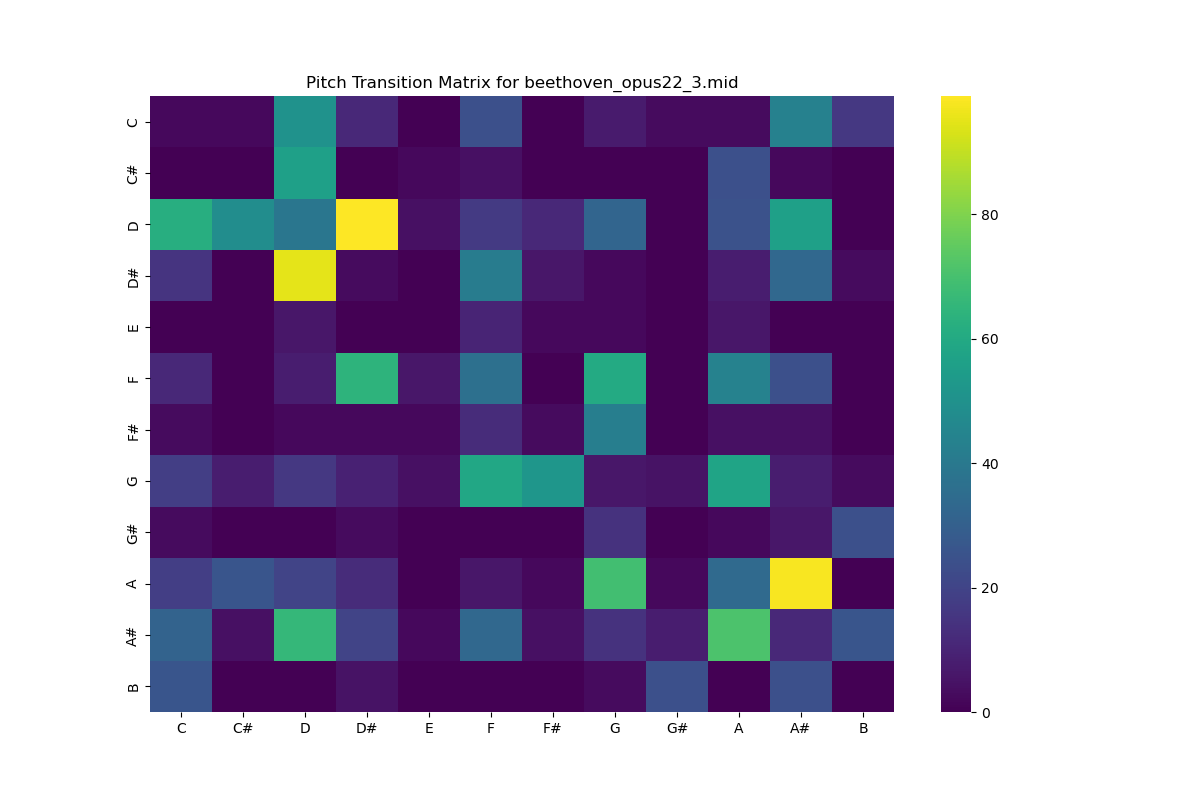 Pitch Transition Matrix for beethoven_opus22_3.mid
C
C#
D
D#
E
F
F#
G
G#
A
A#
B
C C# D D# E F F# G G# A A# B
80
60
40
20
0